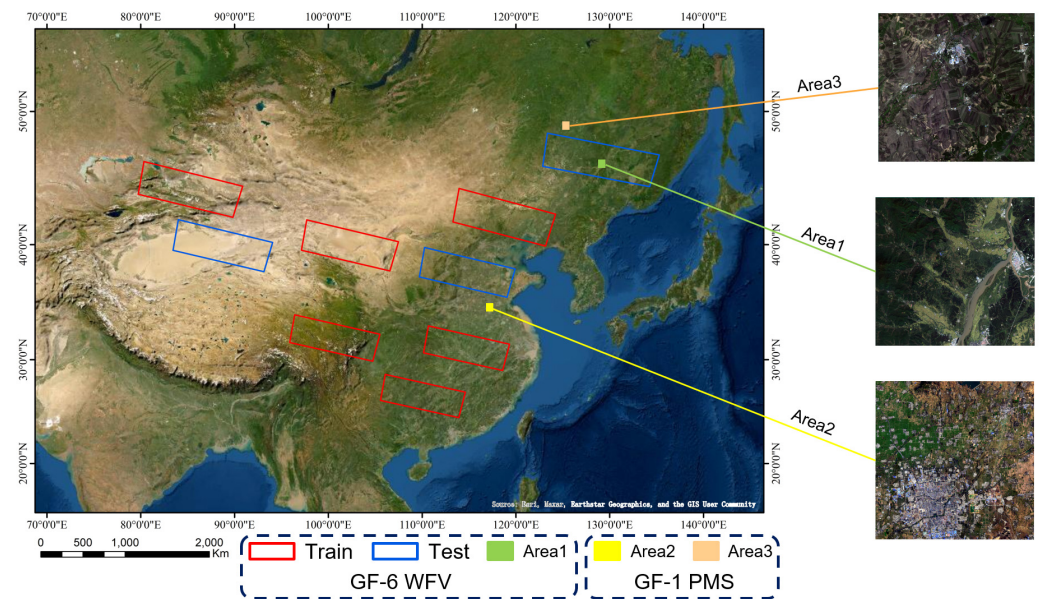 70°0'0"E 80°0'0"E 90°0'0"E 100°0'0"E 110°0'0"E 120°0'0"E 130°0'0"E 140°0'0"E
50°0'0"N 50°0'0"N
Area3
40°0'0"N 40°0'0"N
Area1
30°0'0"N 30°0'0"N
Area2
20°0'0"N 20°0'0"N
Source: Esri, Maxar, Earthstar Geographics, and the GIS User Community
70°0'0"E 80°0'0"E 90°0'0"E 100°0'0"E 110°0'0"E 120°0'0"E 130°0'0"E 140°0'0"E
0 500 1,000 2,000
Km
Train Test Area1 Area2 Area3
GF-6 WFV GF-1 PMS